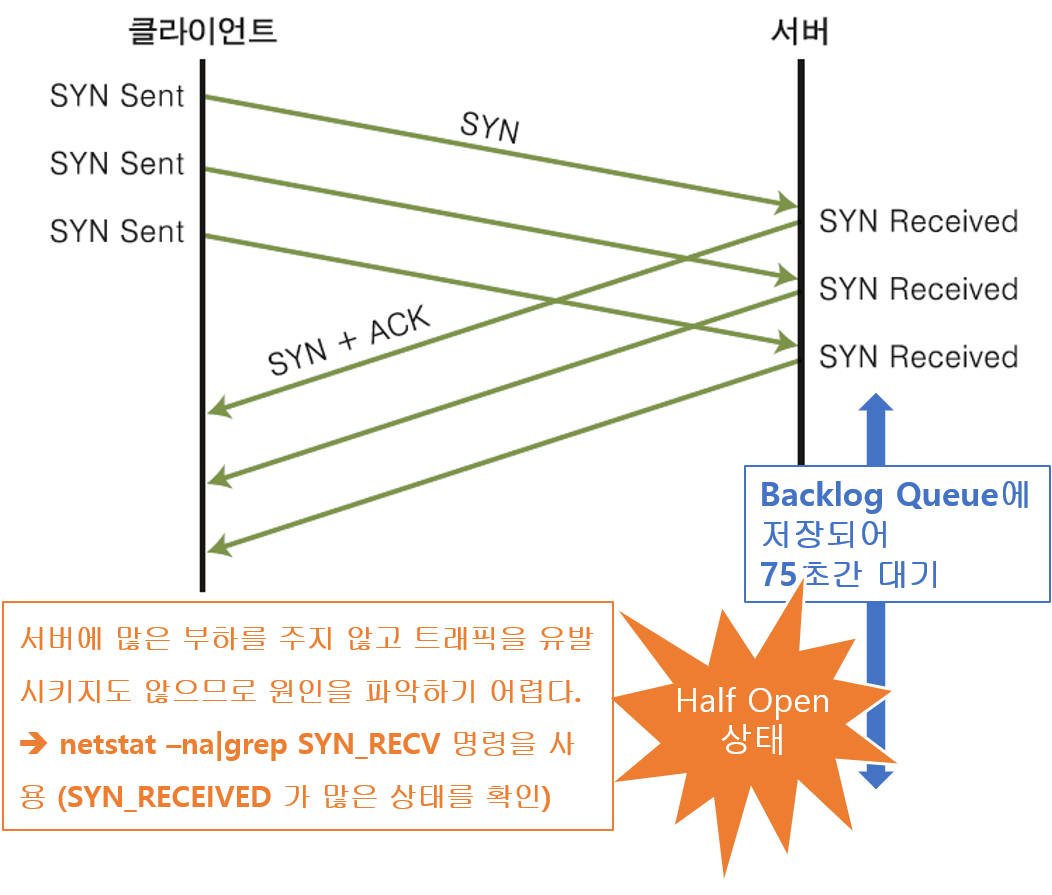 클라이언트
서버
SYN Sent
SYN Sent
SYN Sent
SYN
SYN + ACK
SYN Received
SYN Received
SYN Received
Backlog Queue에
저장되어
75초간 대기
서버에 많은 부하를 주지 않고 트래픽을 유발
시키지도 않으므로 원인을 파악하기 어렵다.
➔ netstat –na|grep SYN_RECV 명령을 사
용 (SYN_RECEIVED 가 많은 상태를 확인)
Half Open
상태